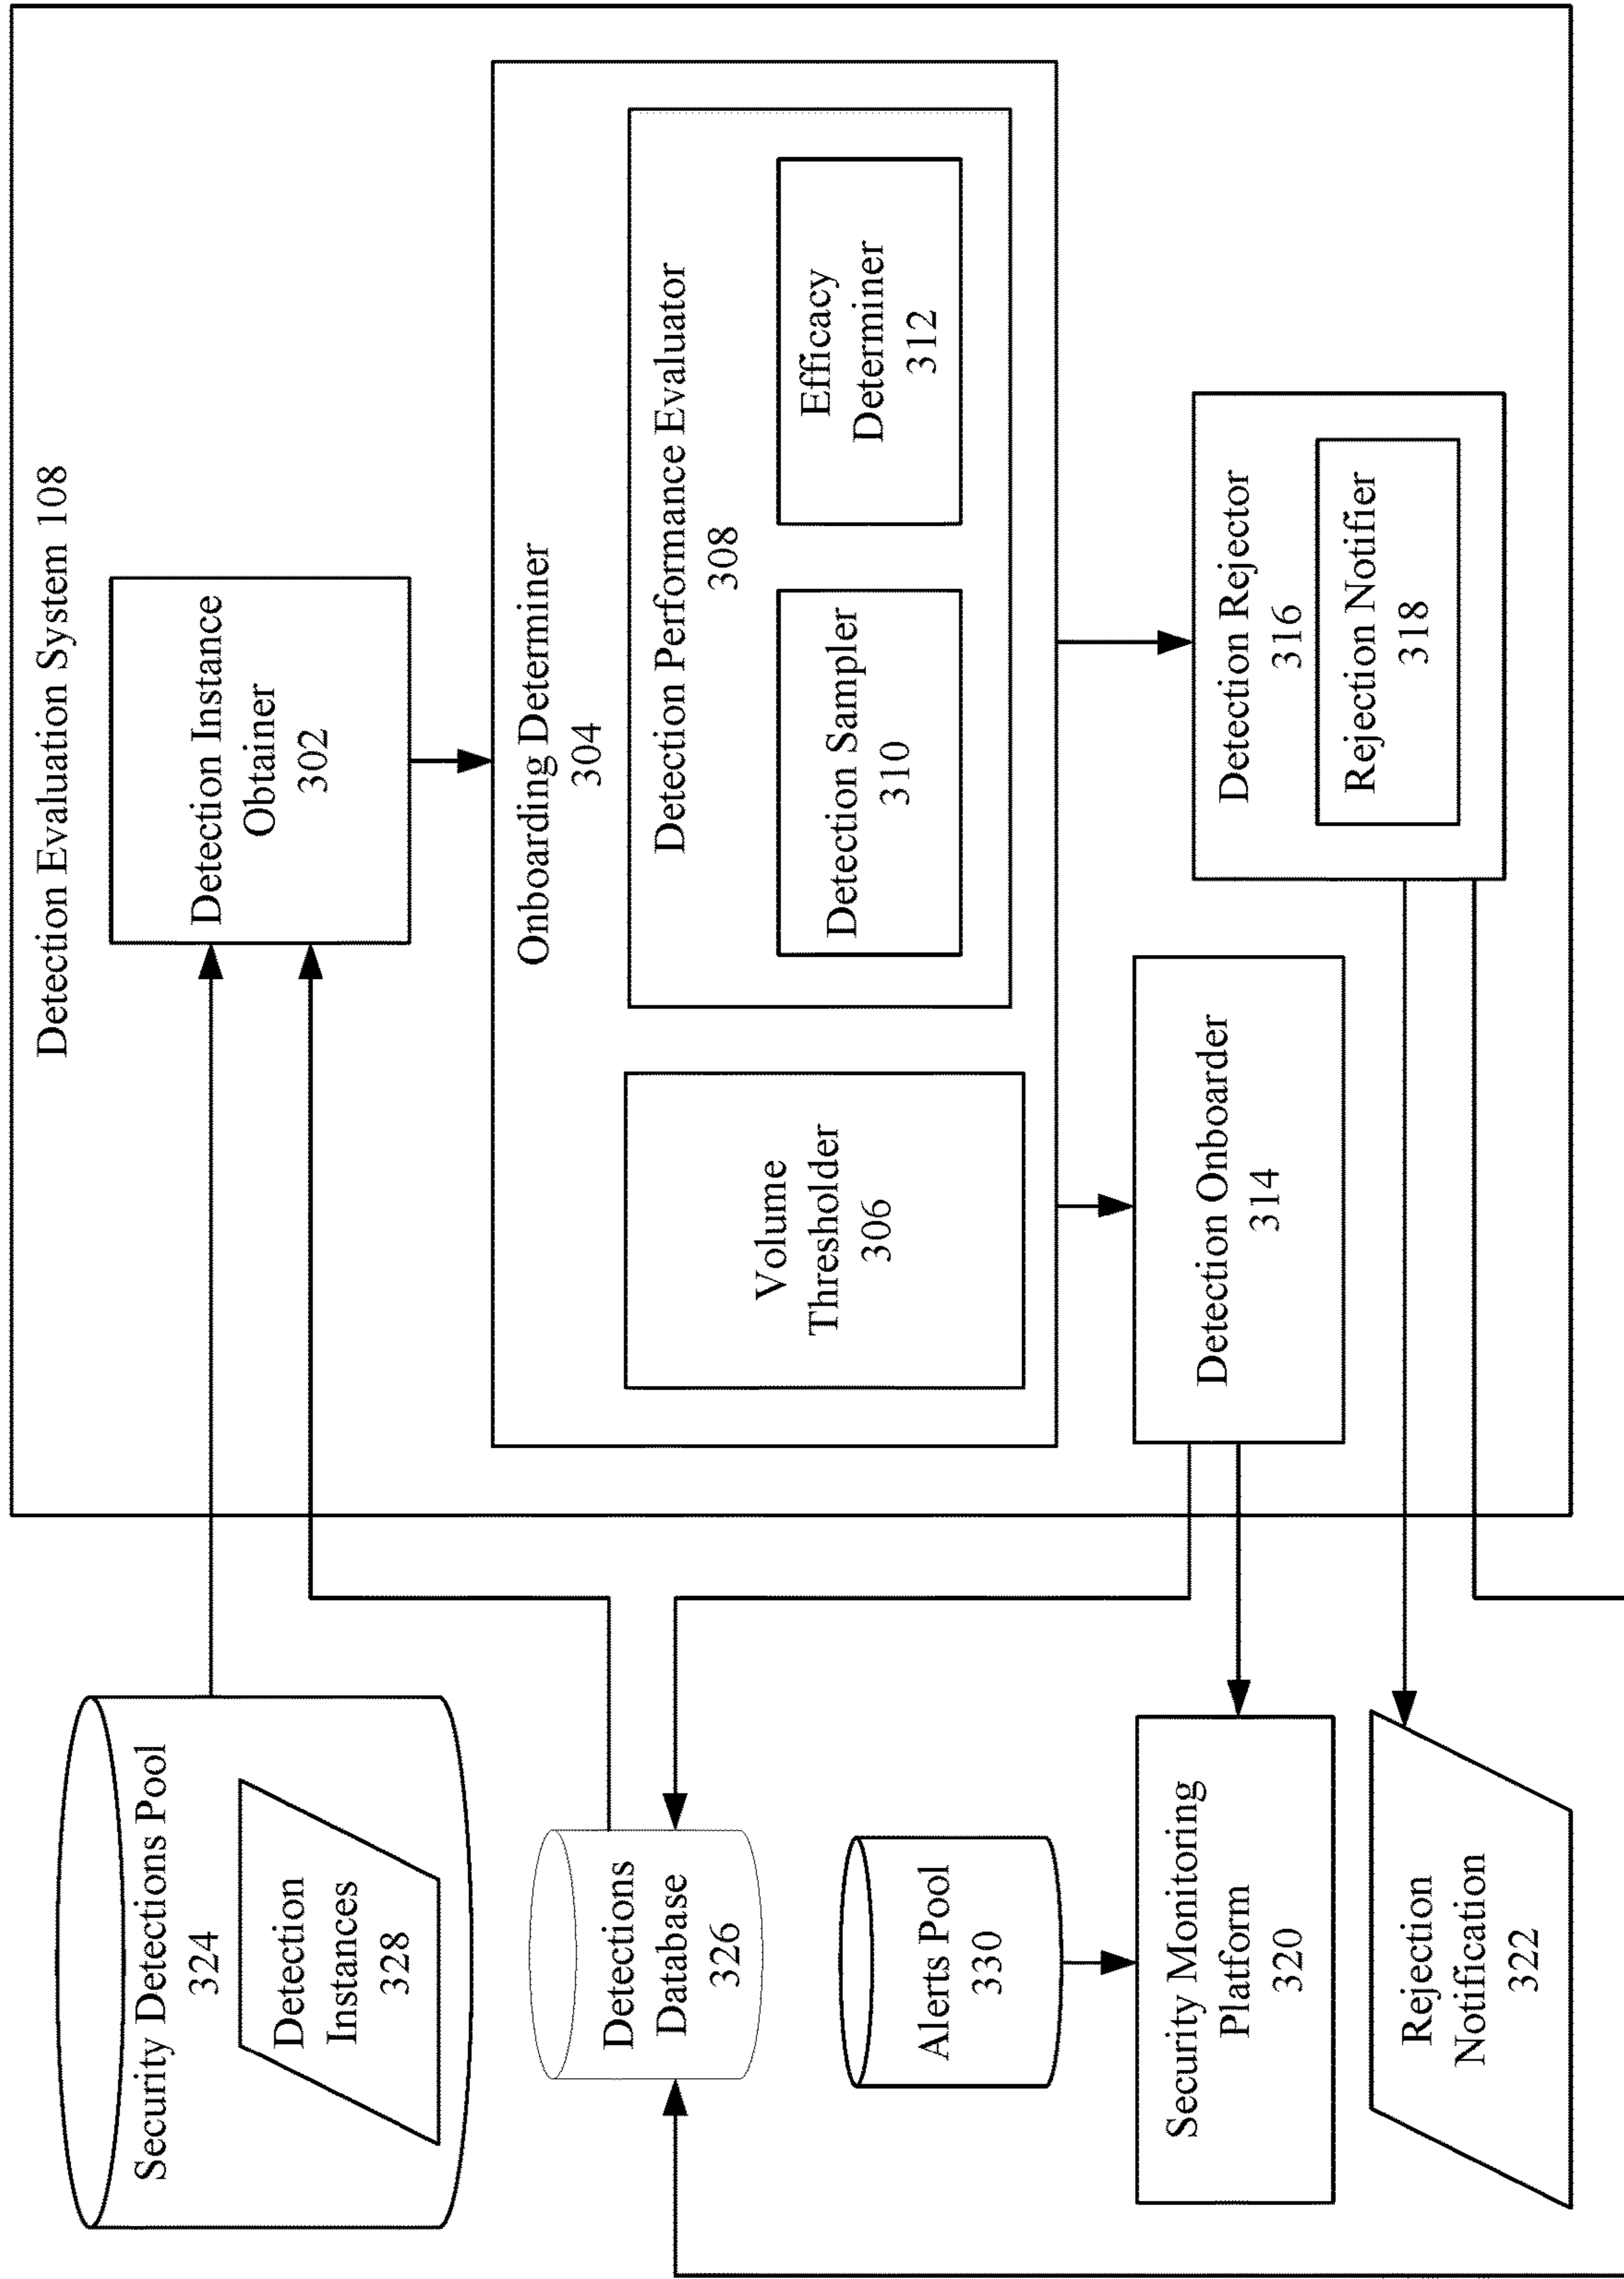 Detection Evaluation System 108
Security Detections Pool
324
Detection
Instances
328
Detection Instance
Obtainer
302
Detections
Database
326
Onboarding Determiner
304
Volume
Thresholder
306
Detection Performance Evaluator
308
Detection Sampler
310
Efficacy
Determiner
312
Alerts Pool
330
Security Monitoring
Platform
320
Detection Onboarder
314
Detection Rejector
316
Rejection Notifier
318
Rejection
Notification
322